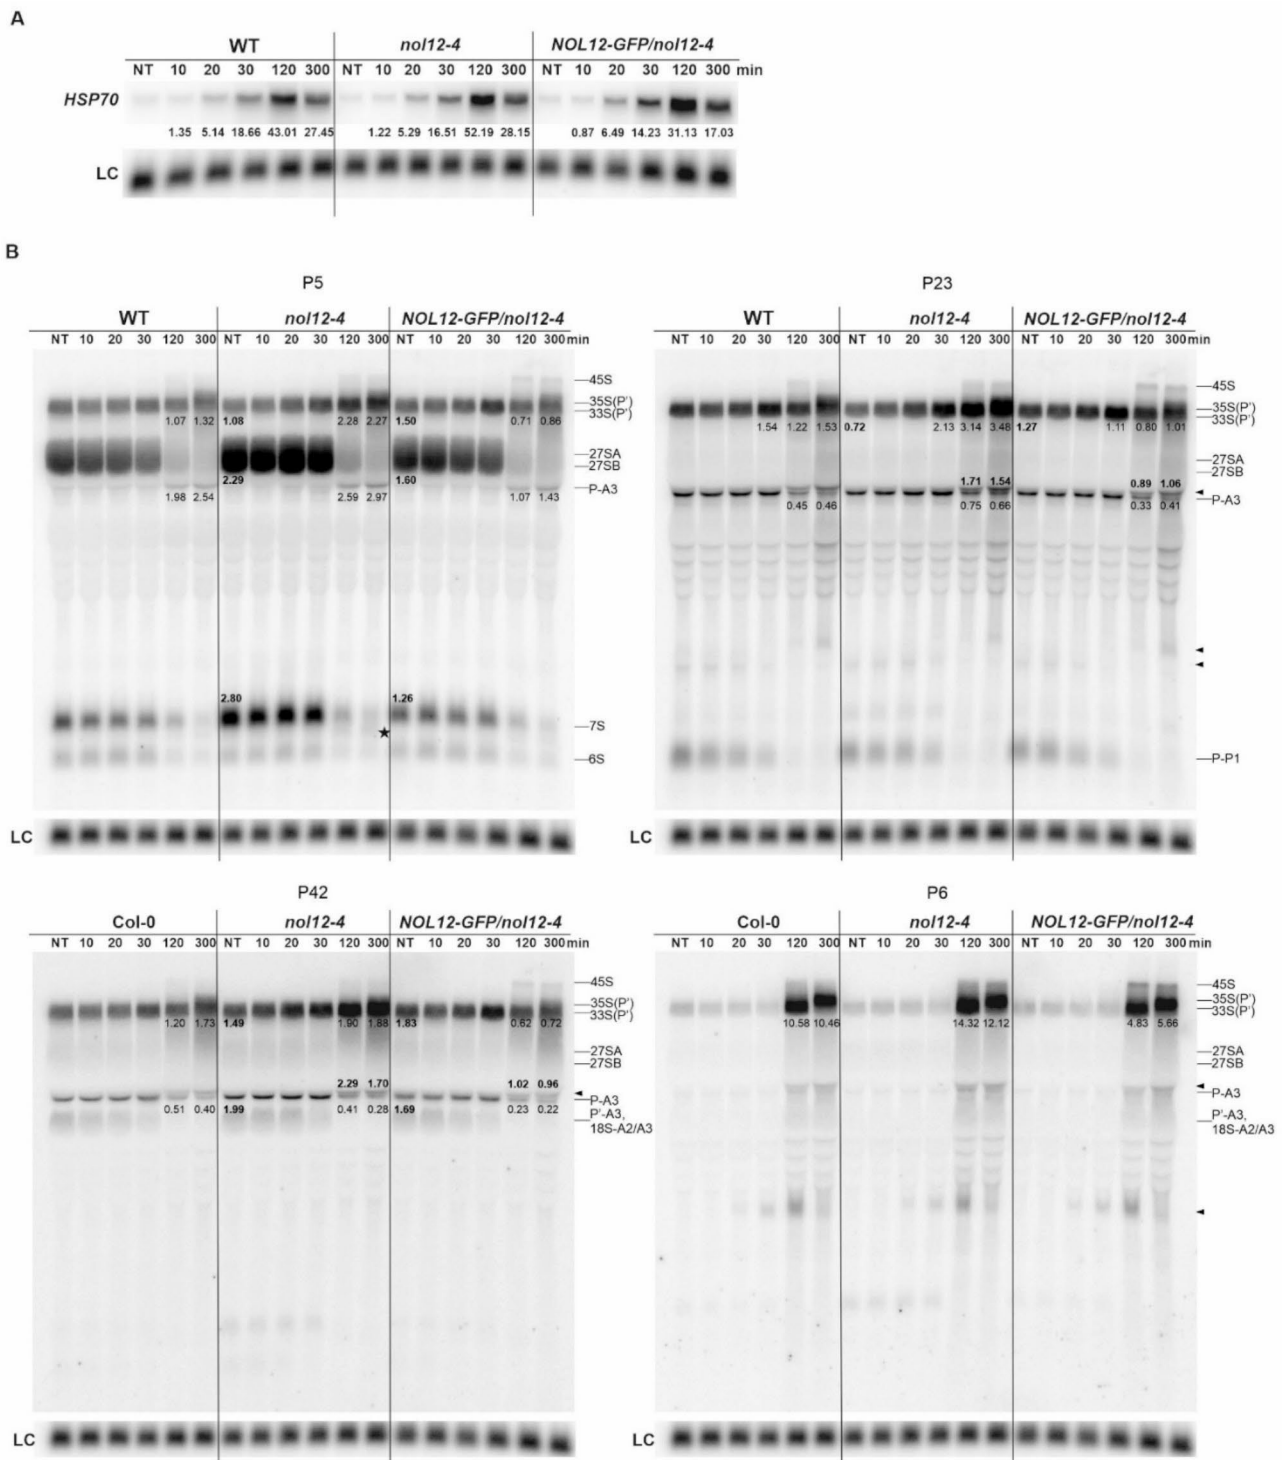 A
WT nol12-4 NOL12-GFP/nol12-4
NT 10 20 30 120 300 NT 10 20 30 120 300 NT 10 20 30 120 300 min
HSP70
1.35 5.14 18.66 43.01 27.45 1.22 5.29 16.51 52.19 28.15 0.87 6.49 14.23 31.13 17.03
LC
B
P5
WT nol12-4 NOL12-GFP/nol12-4
NT 10 20 30 120 300 NT 10 20 30 120 300 NT 10 20 30 120 300 min
45S
35S(P')
33S(P')
1.07 1.32 1.08 2.28 2.27 1.50 0.71 0.86
27SA
27SB
2.29 1.60
P-A3
1.98 2.54 2.59 2.97 1.07 1.43
2.80 1.26
7S
★
6S
LC
P23
WT nol12-4 NOL12-GFP/nol12-4
NT 10 20 30 120 300 NT 10 20 30 120 300 NT 10 20 30 120 300 min
45S
35S(P')
33S(P')
1.54 1.22 1.53 0.72 2.13 3.14 3.48 1.27 1.11 0.80 1.01
27SA
27SB
1.71 1.54 0.89 1.06
P-A3
0.45 0.46 0.75 0.66 0.33 0.41
P-P1
LC
P42
Col-0 nol12-4 NOL12-GFP/nol12-4
NT 10 20 30 120 300 NT 10 20 30 120 300 NT 10 20 30 120 300 min
45S
35S(P')
33S(P')
1.20 1.73 1.49 1.90 1.88 1.83 0.62 0.72
27SA
27SB
2.29 1.70 1.02 0.96
P-A3
0.51 0.40 1.99 0.41 0.28 1.69 0.23 0.22
P'-A3,
18S-A2/A3
LC
P6
Col-0 nol12-4 NOL12-GFP/nol12-4
NT 10 20 30 120 300 NT 10 20 30 120 300 NT 10 20 30 120 300 min
45S
35S(P')
33S(P')
10.58 10.46 14.32 12.12 4.83 5.66
27SA
27SB
P-A3
P'-A3,
18S-A2/A3
LC